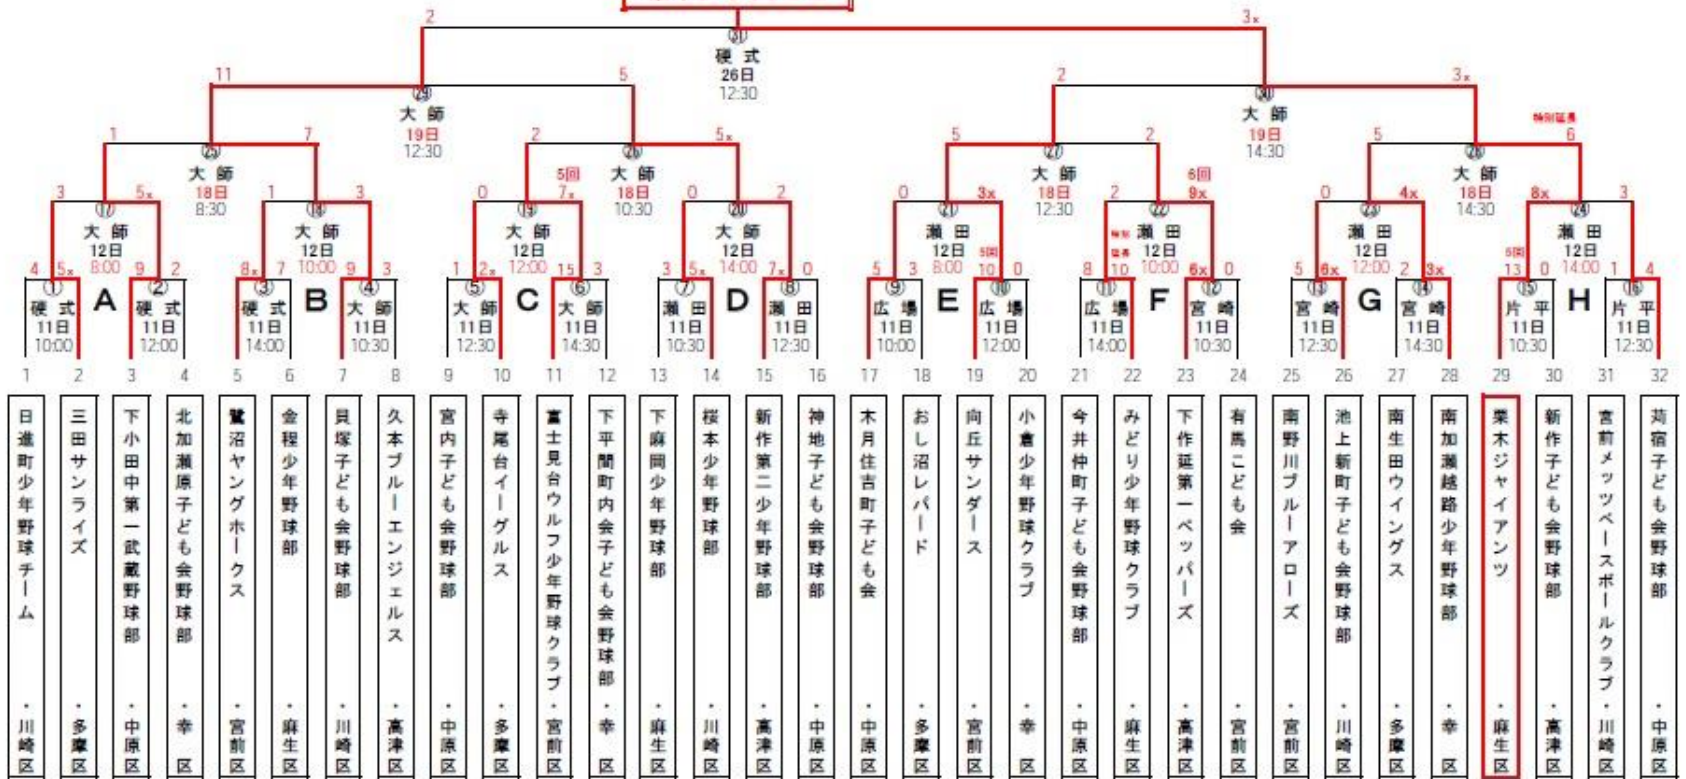 2 3x
㉛
硬式
26日
12:30
11 5 2 3x
㉙ ㉚
大師 大師
19日 19日
12:30 14:30
特別延長
1 7 2 5x 5 2 5 6
㉕ ㉖ ㉗ ㉘
大師 大師 大師 大師
18日 18日 18日 18日
8:30 10:30 12:30 14:30
5回 6回
3 5x 1 3 0 7x 0 2 0 3x 2 9x 0 4x 8x 3
⑰ ⑲ ⑳ ㉑ ㉒ ㉓ ㉔
大師 大師 大師 大師 瀬田 瀬田 瀬田 瀬田
12日 12日 12日 12日 12日 12日 12日 12日
8:00 10:00 12:00 14:00 8:00 10:00 12:00 14:00
5回 特別延長 5回
4 5x 9 2 8x 7 9 3 1 2x 15 3 3 5x 7x 0 5 3 10 0 8 10 6x 0 5 6x 2 3x 13 0 1 4
① ② ③ ④ ⑤ ⑥ ⑦ ⑧ ⑨ ⑩ ⑪ ⑫ ⑬ ⑭ ⑮ ⑯
A B C D E F G H
硬式 硬式 硬式 大師 大師 大師 瀬田 瀬田 広場 広場 広場 宮崎 宮崎 宮崎 片平 片平
11日 11日 11日 11日 11日 11日 11日 11日 11日 11日 11日 11日 11日 11日 11日 11日
10:00 12:00 14:00 10:30 12:30 14:30 10:30 12:30 10:00 12:00 14:00 10:30 12:30 14:30 10:30 12:30
1 2 3 4 5 6 7 8 9 10 11 12 13 14 15 16 17 18 19 20 21 22 23 24 25 26 27 28 29 30 31 32
日進町少年野球チーム・川崎区
三田サンライズ・多摩区
下小田中第一武蔵野球部・中原区
北加瀬原子ども会野球部・幸区
鷺沼ヤングホークス・宮前区
金程少年野球部・麻生区
貝塚子ども会野球部・川崎区
久本ブルーエンジェルス・高津区
宮内子ども会野球部・中原区
寺尾台イーグルス・多摩区
富士見台ウルフ少年野球クラブ・宮前区
下平間町内会子ども会野球部・幸区
下麻岡少年野球部・麻生区
桜本少年野球部・川崎区
新作第二少年野球部・高津区
神地子ども会野球部・中原区
木月住吉町子ども会・中原区
おし沼レパード・多摩区
向丘サンダース・宮前区
小倉少年野球クラブ・幸区
今井仲町子ども会野球部・中原区
みどり少年野球クラブ・麻生区
下作延第一ペッパーズ・高津区
有馬こども会・宮前区
南野川ブルーアローズ・宮前区
池上新町子ども会野球部・川崎区
南生田ウイングス・多摩区
南加瀬越路少年野球部・幸区
栗木ジャイアンツ・麻生区
新作子ども会野球部・高津区
宮前メッツベースボールクラブ・川崎区
苅宿子ども会野球部・中原区